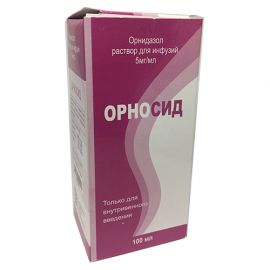 Орнидазол
раствор для инфузий
5мг/мл
ОРНОСИД
Только для
внутривенного
введения
100 мл